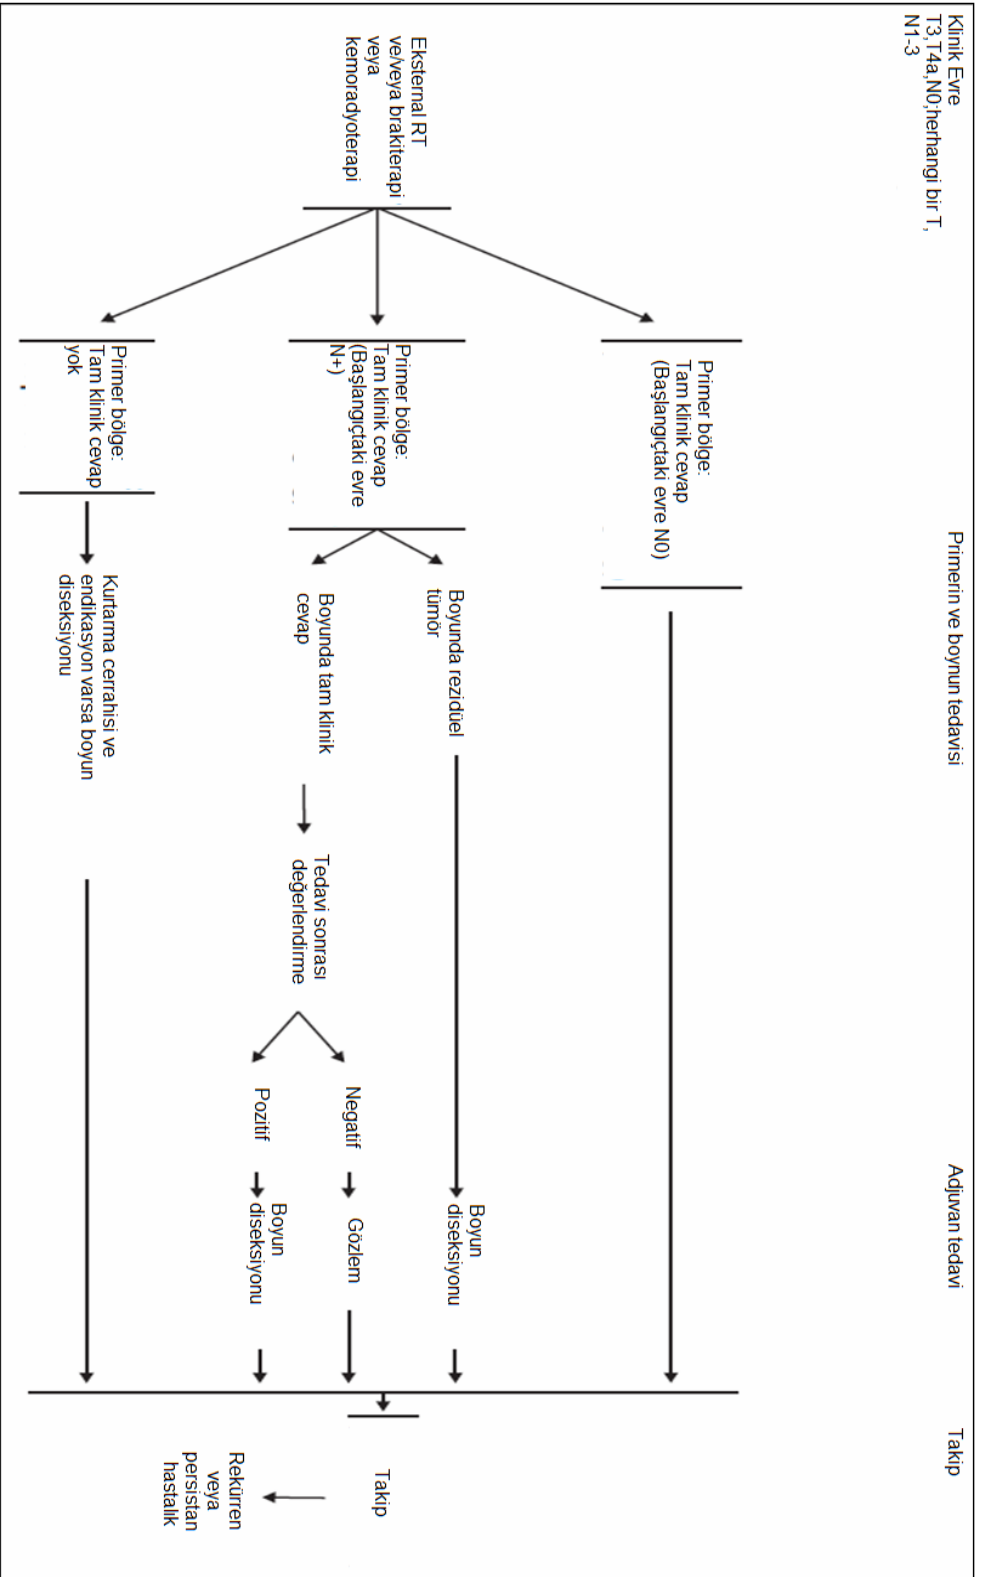 Klinik Evre
T3,T4a,N0;herhangi bir T,
N1-3
Primerin ve boynun tedavisi
Adjuvan tedavi
Takip
Eksternal RT
ve/veya brakiterapi
veya
kemoradyoterapi
Primer bölge:
Tam klinik cevap
(Başlangıçtaki evre N0)
Primer bölge:
Tam klinik cevap
(Başlangıçtaki evre
N+)
Boyunda rezidüel
tümör
Boyun
diseksiyonu
Boyunda tam klinik
cevap
Tedavi sonrası
değerlendirme
Negatif
Gözlem
Pozitif
Boyun
diseksiyonu
Primer bölge:
Tam klinik cevap
yok
Kurtarma cerrahisi ve
endikasyon varsa boyun
diseksiyonu
Takip
Rekürren
veya
persistan
hastalık